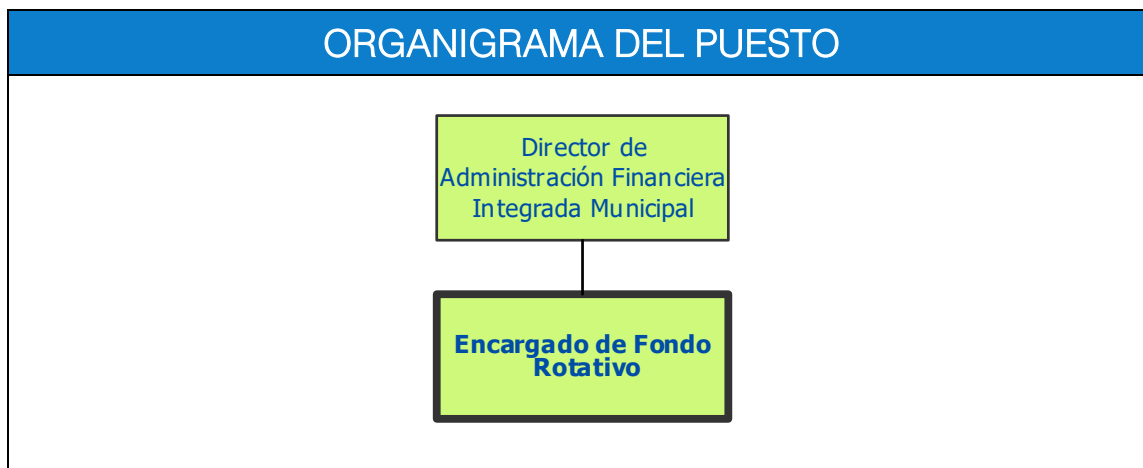 ORGANIGRAMA DEL PUESTO
Director de
Administración Financiera
Integrada Municipal
Encargado de Fondo
Rotativo